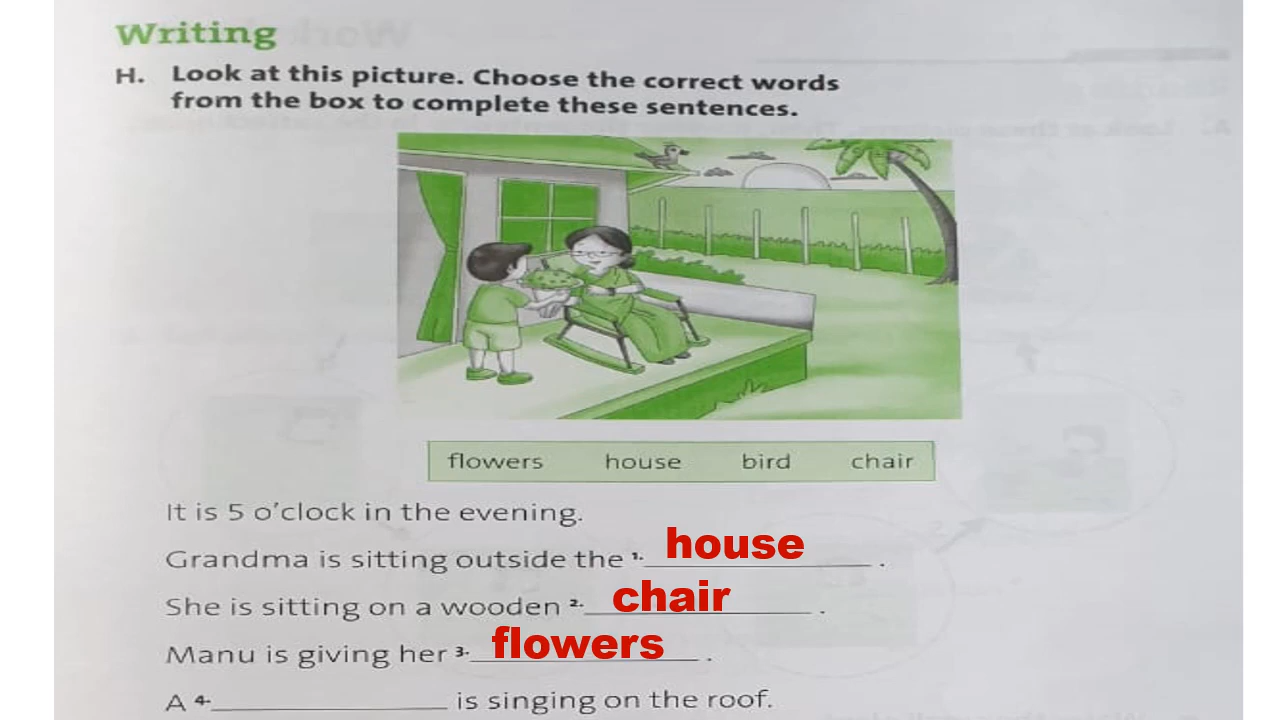 Writing
H. Look at this picture. Choose the correct words
from the box to complete these sentences.
flowers house bird chair
It is 5 o'clock in the evening.
Grandma is sitting outside the 1. house .
She is sitting on a wooden 2. chair .
Manu is giving her 3. flowers .
A 4. ____________ is singing on the roof.